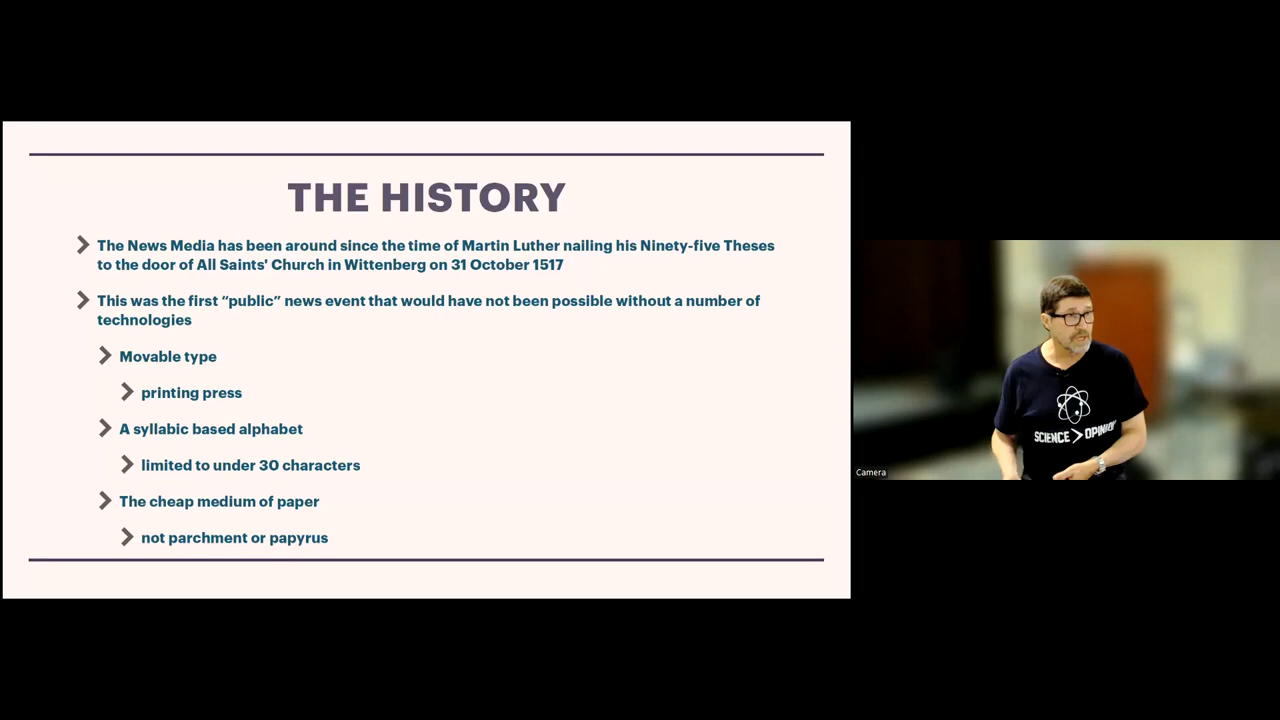 THE HISTORY
The News Media has been around since the time of Martin Luther nailing his Ninety-five Theses
to the door of All Saints' Church in Wittenberg on 31 October 1517
This was the first “public” news event that would have not been possible without a number of
technologies
Movable type
printing press
A syllabic based alphabet
limited to under 30 characters
The cheap medium of paper
not parchment or papyrus
SCIENCE > OPINION
Camera